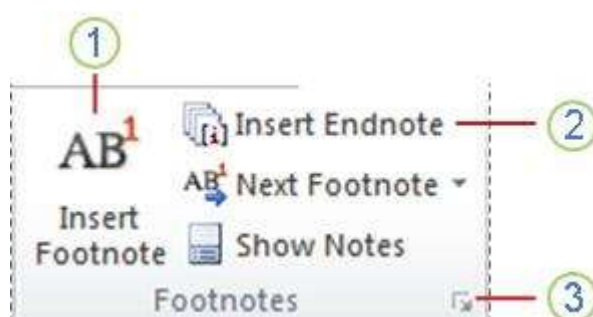 1
AB1
Insert Endnote
2
AB1
Next Footnote
Insert
Footnote
Show Notes
Footnotes
3